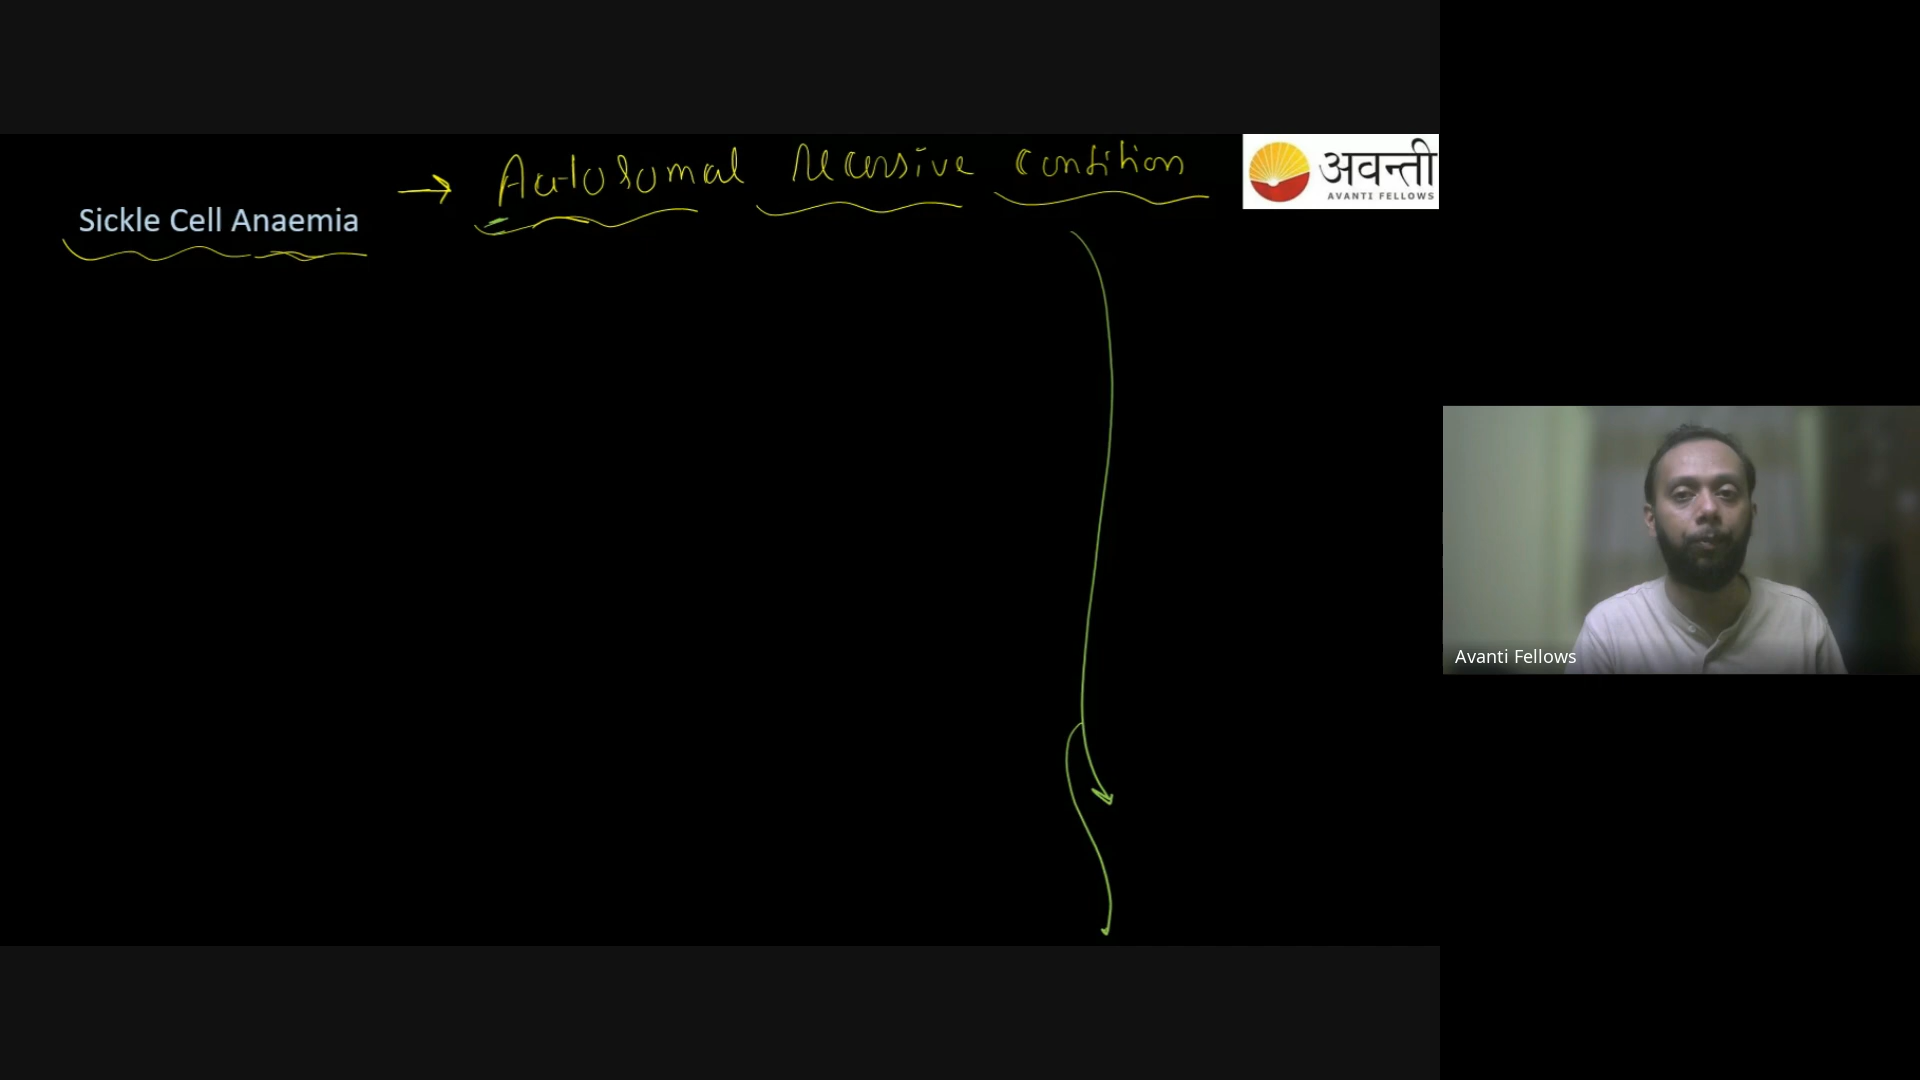 → Autosomal recessive condition
Sickle Cell Anaemia
अवन्ती
AVANTI FELLOWS
Avanti Fellows